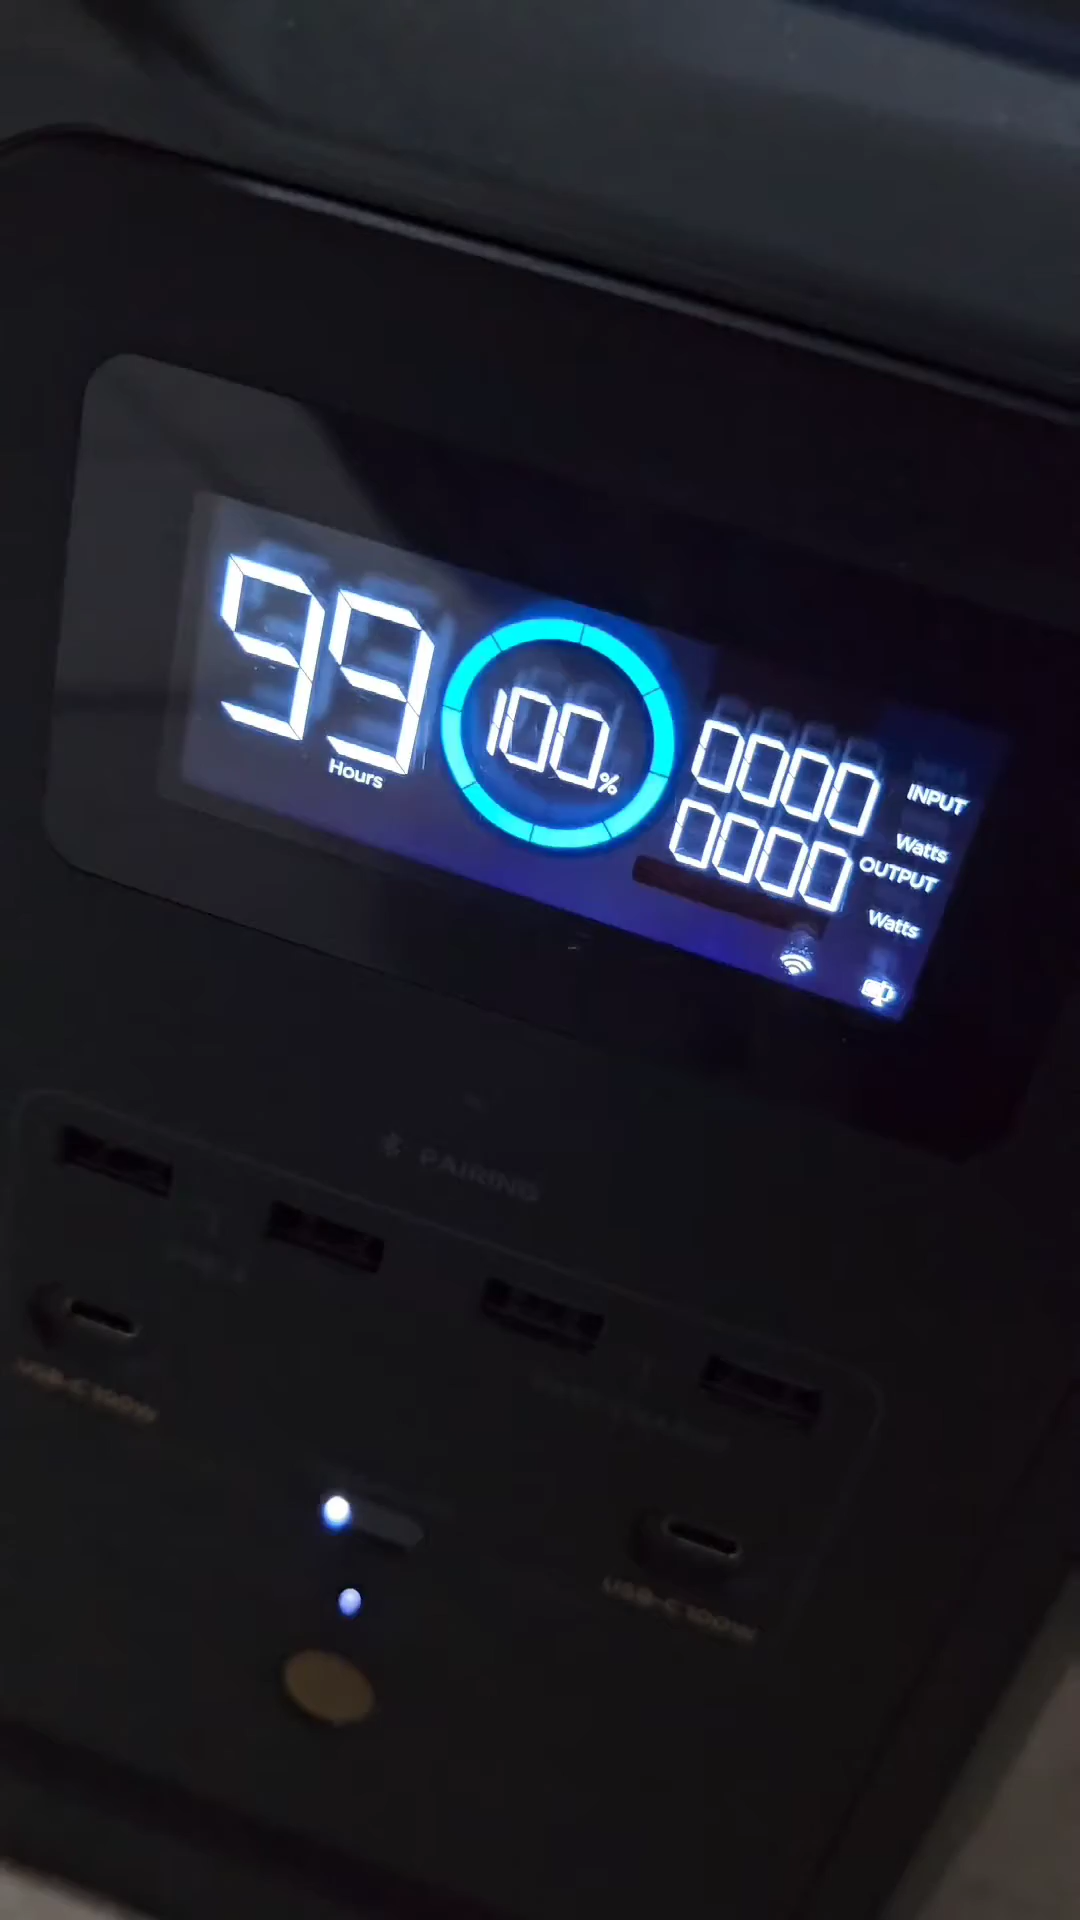 99
Hours
100%
0000
INPUT
Watts
0000
OUTPUT
Watts
PAIRING
USB-C 100W
USB-C 100W